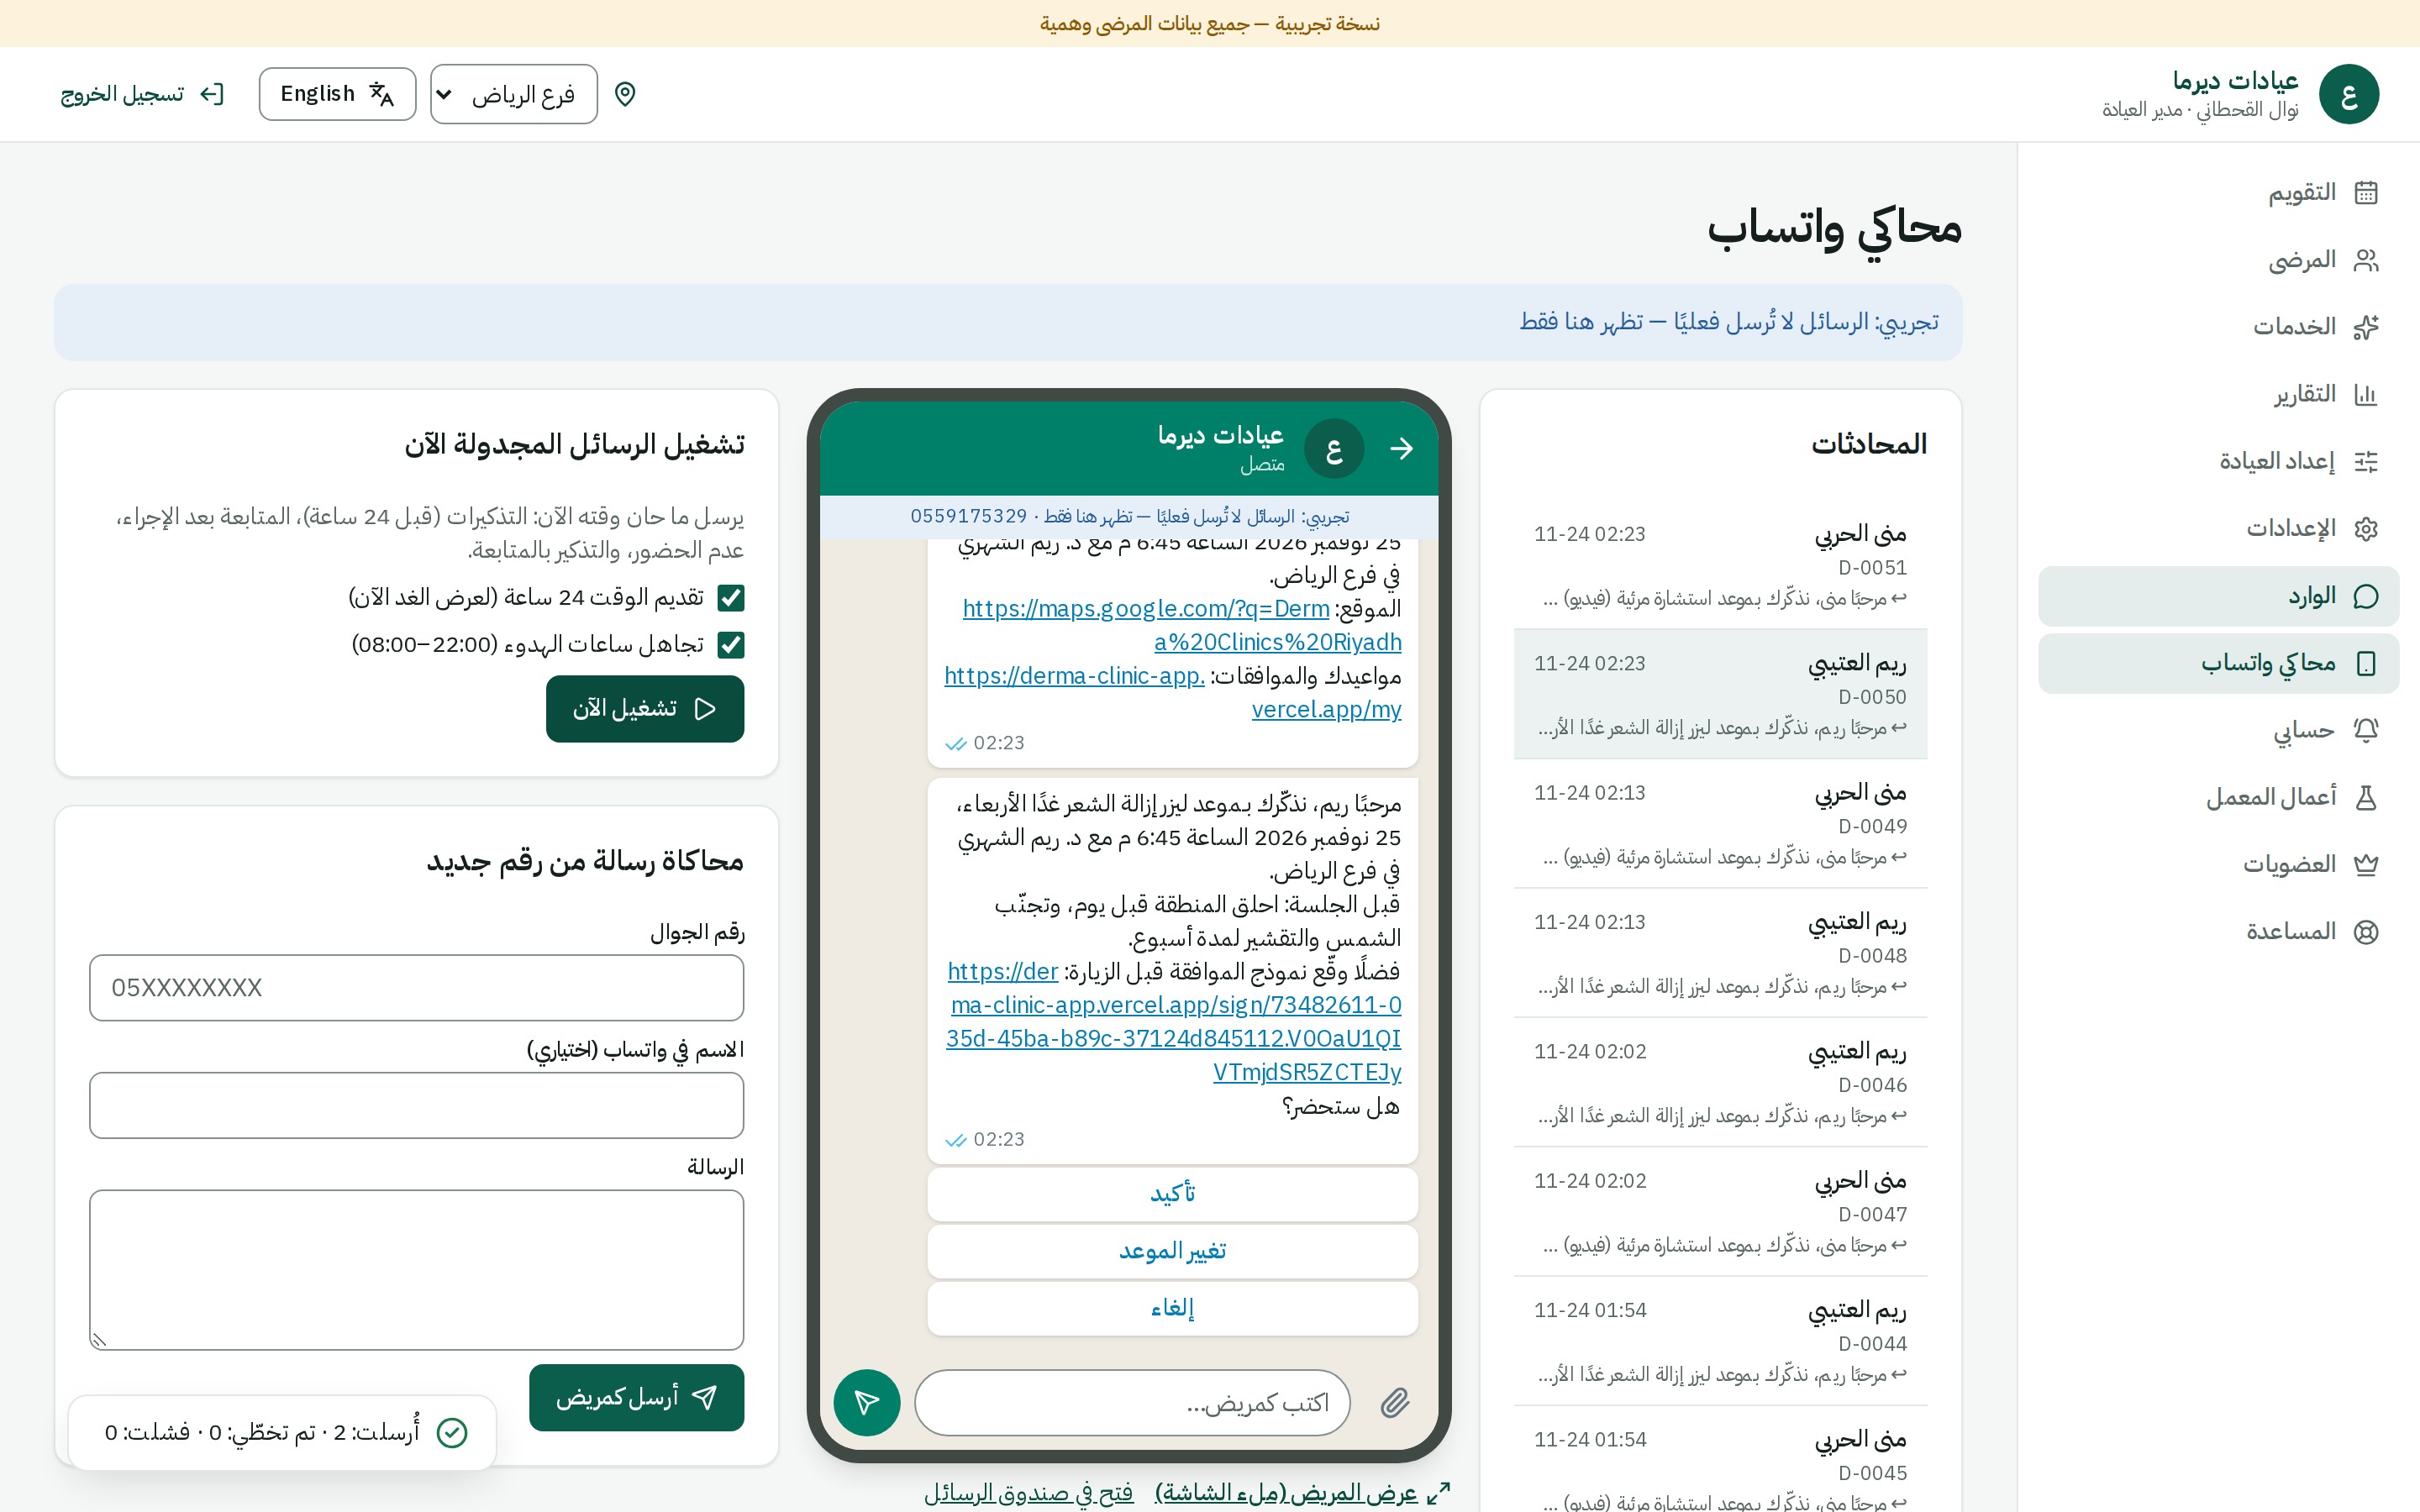 نسخة تجريبية — جميع بيانات المرضى وهمية
ع
عيادات ديرما
نوال القحطاني · مدير العيادة
فرع الرياض
English
تسجيل الخروج
التقويم
المرضى
الخدمات
التقارير
إعداد العيادة
الإعدادات
الوارد
محاكي واتساب
حسابي
أعمال المعمل
العضويات
المساعدة
محاكي واتساب
تجريبي: الرسائل لا تُرسل فعليًا — تظهر هنا فقط
المحادثات
منى الحربي
11-24 02:23
D-0051
↩ مرحبًا منى، نذكّرك بموعد استشارة مرئية (فيديو) ...
ريم العتيبي
11-24 02:23
D-0050
↩ مرحبًا ريم، نذكّرك بموعد ليزر إزالة الشعر غدًا الأر...
منى الحربي
11-24 02:13
D-0049
↩ مرحبًا منى، نذكّرك بموعد استشارة مرئية (فيديو) ...
ريم العتيبي
11-24 02:13
D-0048
↩ مرحبًا ريم، نذكّرك بموعد ليزر إزالة الشعر غدًا الأر...
ريم العتيبي
11-24 02:02
D-0046
↩ مرحبًا ريم، نذكّرك بموعد ليزر إزالة الشعر غدًا الأر...
منى الحربي
11-24 02:02
D-0047
↩ مرحبًا منى، نذكّرك بموعد استشارة مرئية (فيديو) ...
ريم العتيبي
11-24 01:54
D-0044
↩ مرحبًا ريم، نذكّرك بموعد ليزر إزالة الشعر غدًا الأر...
منى الحربي
11-24 01:54
D-0045
↩ مرحبًا منى، نذكّرك بموعد استشارة مرئية (فيديو) ...
ع
عيادات ديرما
متصل
تجريبي: الرسائل لا تُرسل فعليًا — تظهر هنا فقط · 0559175329
25 نوفمبر 2026 الساعة 6:45 م مع د. ريم الشهري
في فرع الرياض.
الموقع: https://maps.google.com/?q=Derm
a%20Clinics%20Riyadh
مواعيدك والموافقات: https://derma-clinic-app.
vercel.app/my
02:23
مرحبًا ريم، نذكّرك بموعد ليزر إزالة الشعر غدًا الأربعاء،
25 نوفمبر 2026 الساعة 6:45 م مع د. ريم الشهري
في فرع الرياض.
قبل الجلسة: احلق المنطقة قبل يوم، وتجنّب
الشمس والتقشير لمدة أسبوع.
فضلًا وقّع نموذج الموافقة قبل الزيارة: https://der
ma-clinic-app.vercel.app/sign/73482611-0
35d-45ba-b89c-37124d845112.V0OaU1QI
VTmjdSR5ZCTEJy
هل ستحضر؟
02:23
تأكيد
تغيير الموعد
إلغاء
اكتب كمريض...
عرض المريض (ملء الشاشة)
فتح في صندوق الرسائل
تشغيل الرسائل المجدولة الآن
يرسل ما حان وقته الآن: التذكيرات (قبل 24 ساعة)، المتابعة بعد الإجراء،
عدم الحضور، والتذكير بالمتابعة.
تقديم الوقت 24 ساعة (لعرض الغد الآن)
تجاهل ساعات الهدوء (22:00–08:00)
تشغيل الآن
محاكاة رسالة من رقم جديد
رقم الجوال
05XXXXXXXX
الاسم في واتساب (اختياري)
الرسالة
أرسل كمريض
أُرسلت: 2 · تم تخطّي: 0 · فشلت: 0